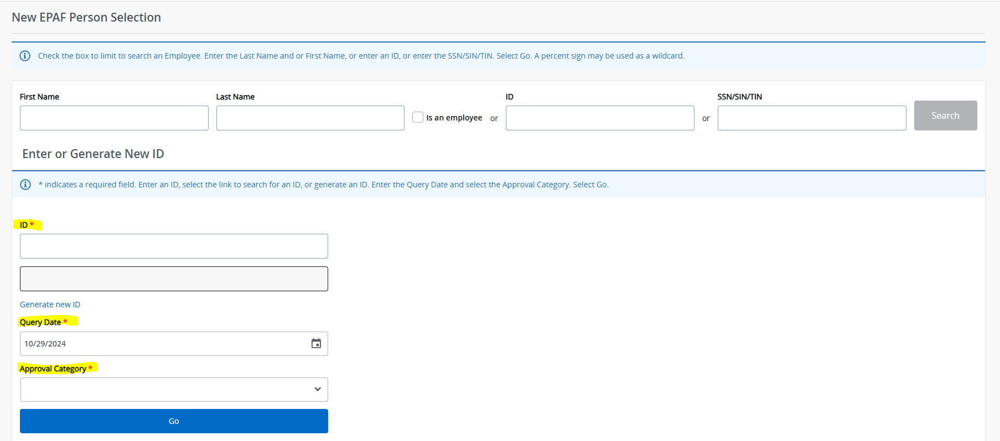 New EPAF Person Selection
Check the box to limit to search an Employee. Enter the Last Name and or First Name, or enter an ID, or enter the SSN/SIN/TIN. Select Go. A percent sign may be used as a wildcard.
First Name Last Name ID SSN/SIN/TIN
Is an employee or or Search
Enter or Generate New ID
* indicates a required field. Enter an ID, select the link to search for an ID, or generate an ID. Enter the Query Date and select the Approval Category. Select Go.
ID *
Generate new ID
Query Date *
10/29/2024
Approval Category *
Go